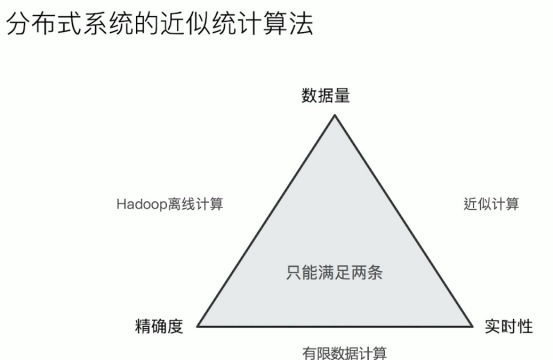 分布式系统的近似统计算法
数据量
Hadoop离线计算
近似计算
只能满足两条
精确度
实时性
有限数据计算